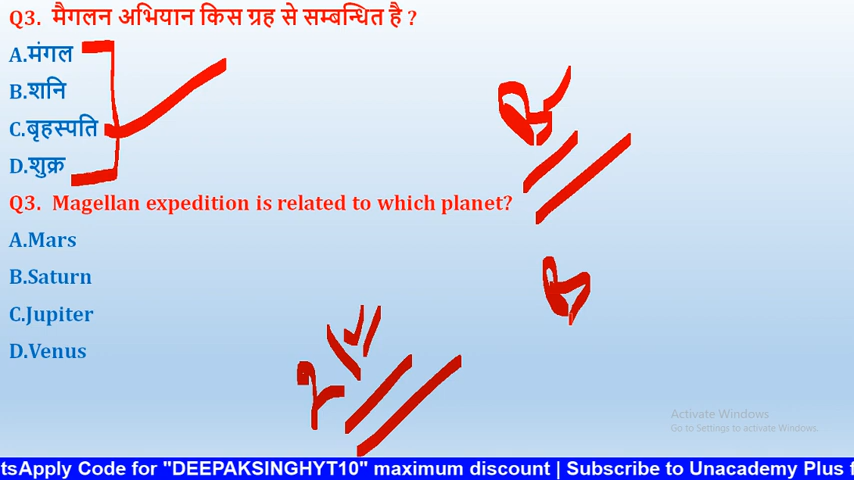 Q3. मैगलन अभियान किस ग्रह से सम्बन्धित है ?
A.मंगल
B.शनि
C.बृहस्पति
D.शुक्र
Q3. Magellan expedition is related to which planet?
A.Mars
B.Saturn
C.Jupiter
D.Venus
Activate Windows
Go to Settings to activate Windows.
tsApply Code for "DEEPAKSINGHYT10" maximum discount | Subscribe to Unacademy Plus f